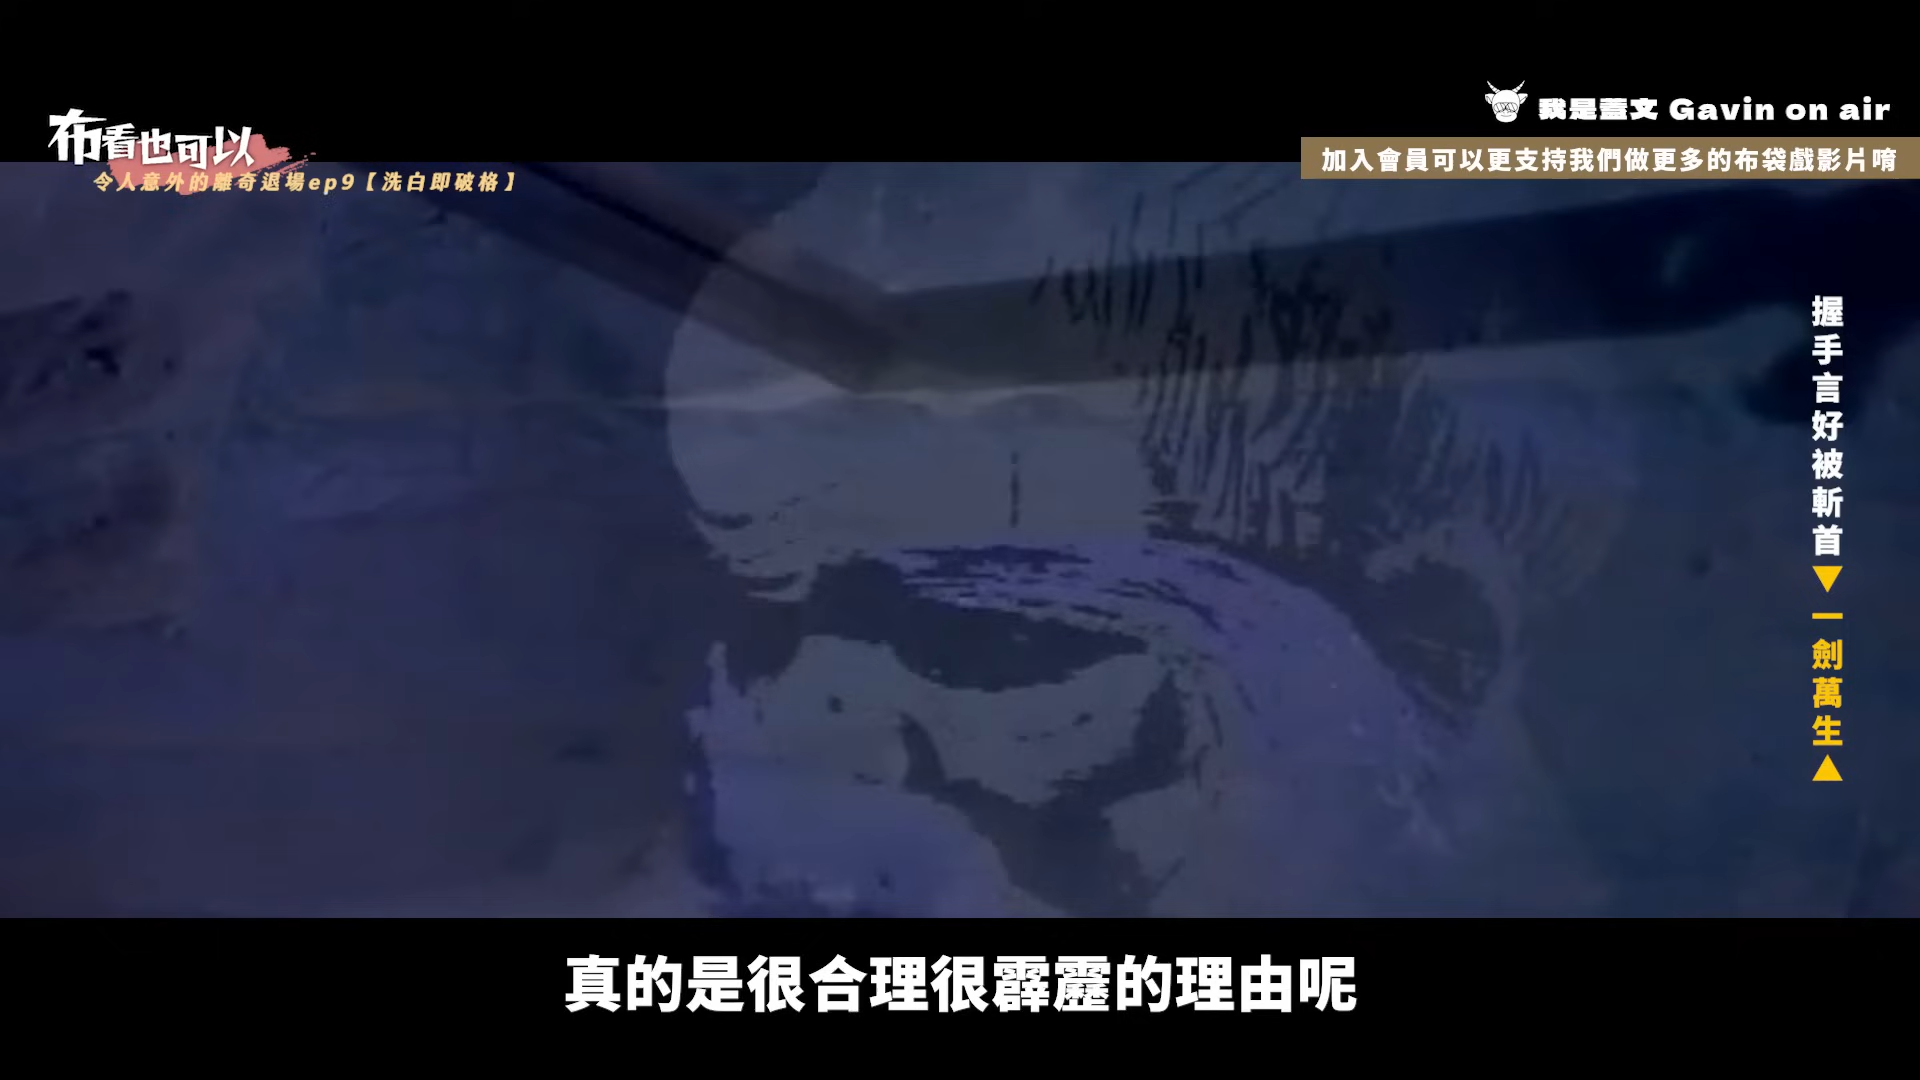 我是蓋文 Gavin on air
布看也可以
加入會員可以更支持我們做更多的布袋戲影片唷
令人意外的離奇退場ep9【洗白即破格】
握手言好被斬首▼一劍萬生▲
真的是很合理很霹靂的理由呢